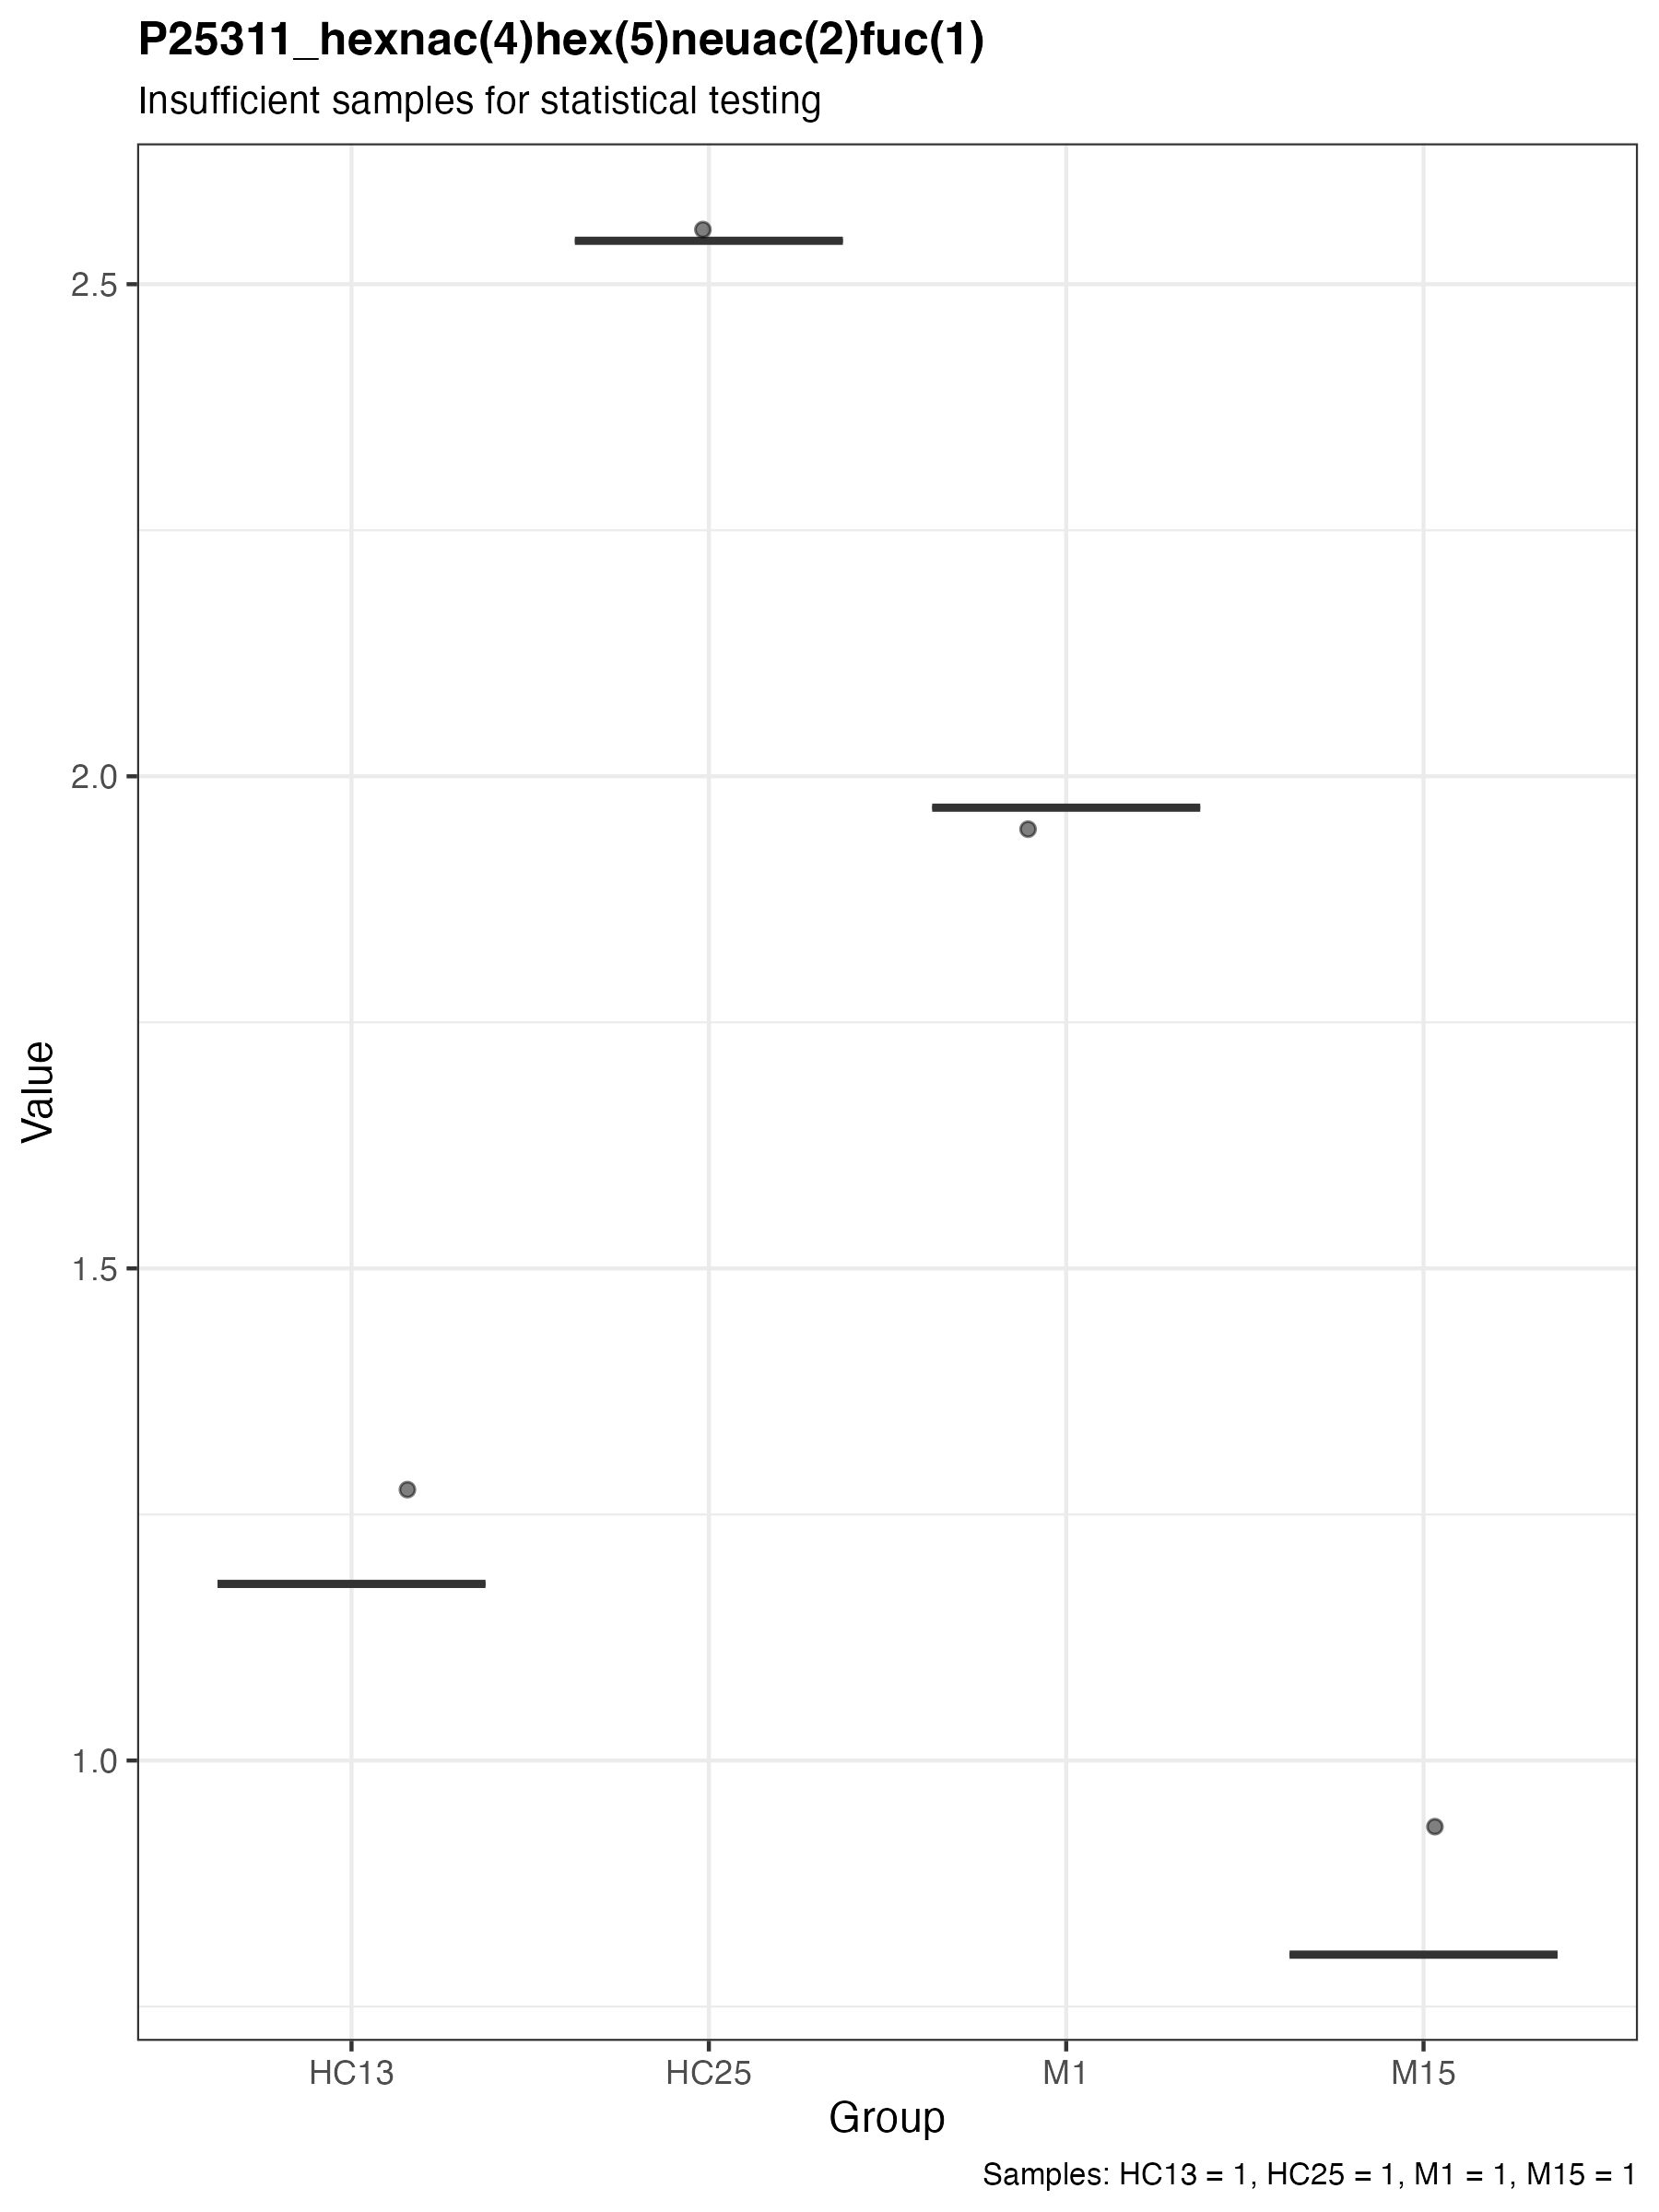 P25311_hexnac(4)hex(5)neuac(2)fuc(1)
Insufficient samples for statistical testing
2.5
2.0
1.5
1.0
Value
HC13 HC25 M1 M15
Group
Samples: HC13 = 1, HC25 = 1, M1 = 1, M15 = 1